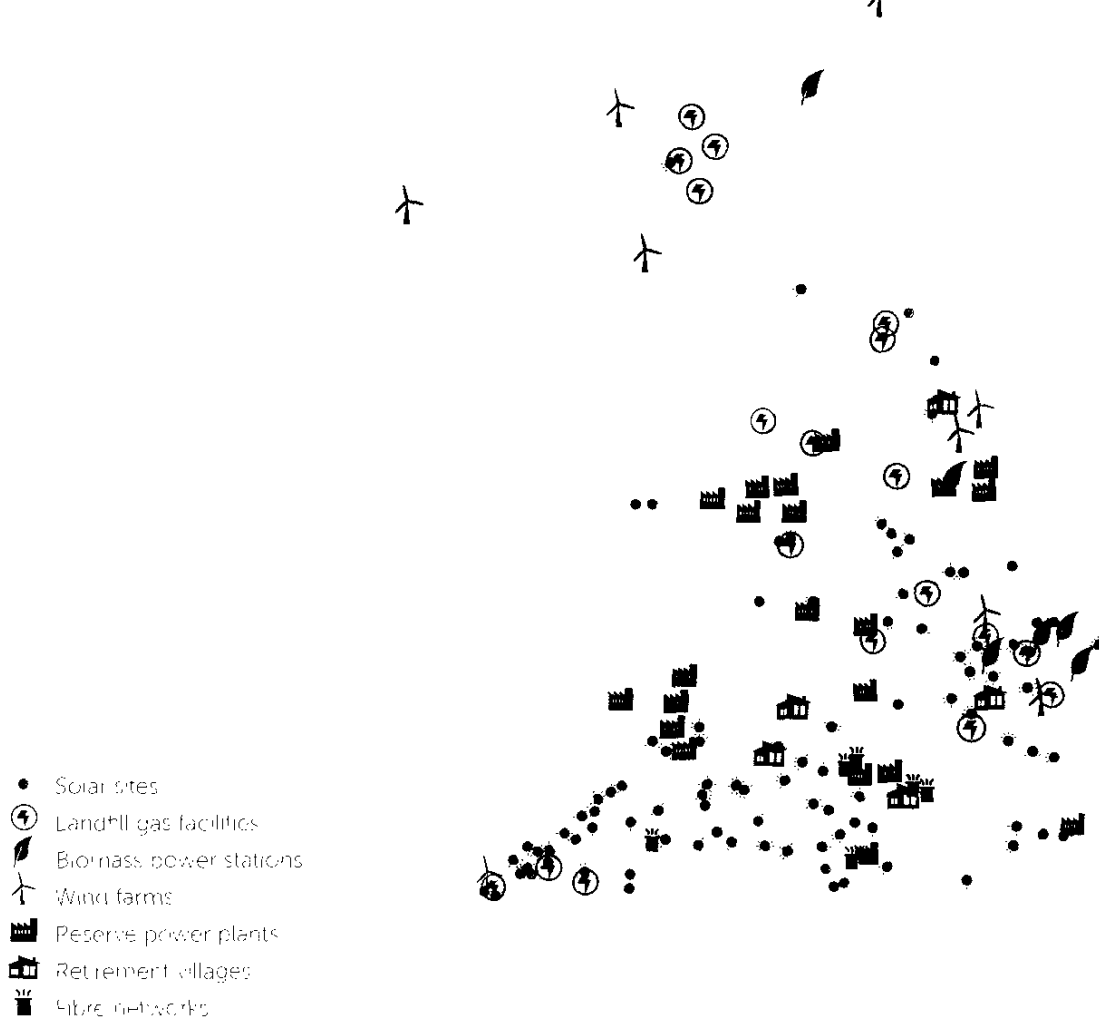 Solar sites
Landfill gas facilities
Biomass power stations
Wind farms
Reserve power plants
Retirement villages
Fibre networks